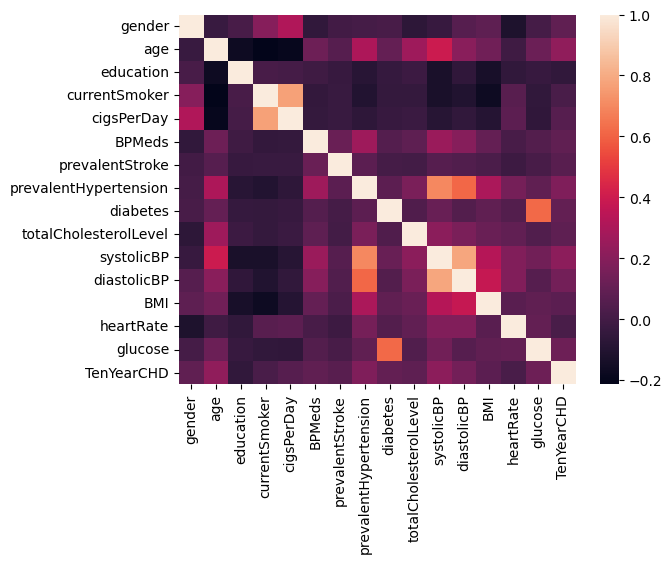 gender
age
education
currentSmoker
cigsPerDay
BPMeds
prevalentStroke
prevalentHypertension
diabetes
totalCholesterolLevel
systolicBP
diastolicBP
BMI
heartRate
glucose
TenYearCHD
gender
age
education
currentSmoker
cigsPerDay
BPMeds
prevalentStroke
prevalentHypertension
diabetes
totalCholesterolLevel
systolicBP
diastolicBP
BMI
heartRate
glucose
TenYearCHD
1.0
0.8
0.6
0.4
0.2
0.0
−0.2